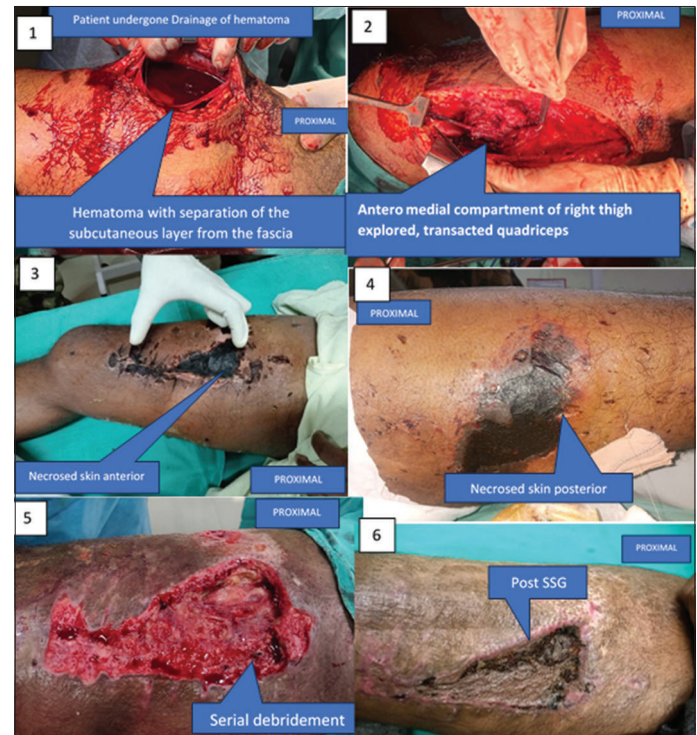 1
Patient undergone Drainage of hematoma
PROXIMAL
Hematoma with separation of the
subcutaneous layer from the fascia
2
PROXIMAL
Antero medial compartment of right thigh
explored, transacted quadriceps
3
Necrosed skin anterior
PROXIMAL
4
PROXIMAL
Necrosed skin posterior
5
PROXIMAL
Serial debridement
6
PROXIMAL
Post SSG